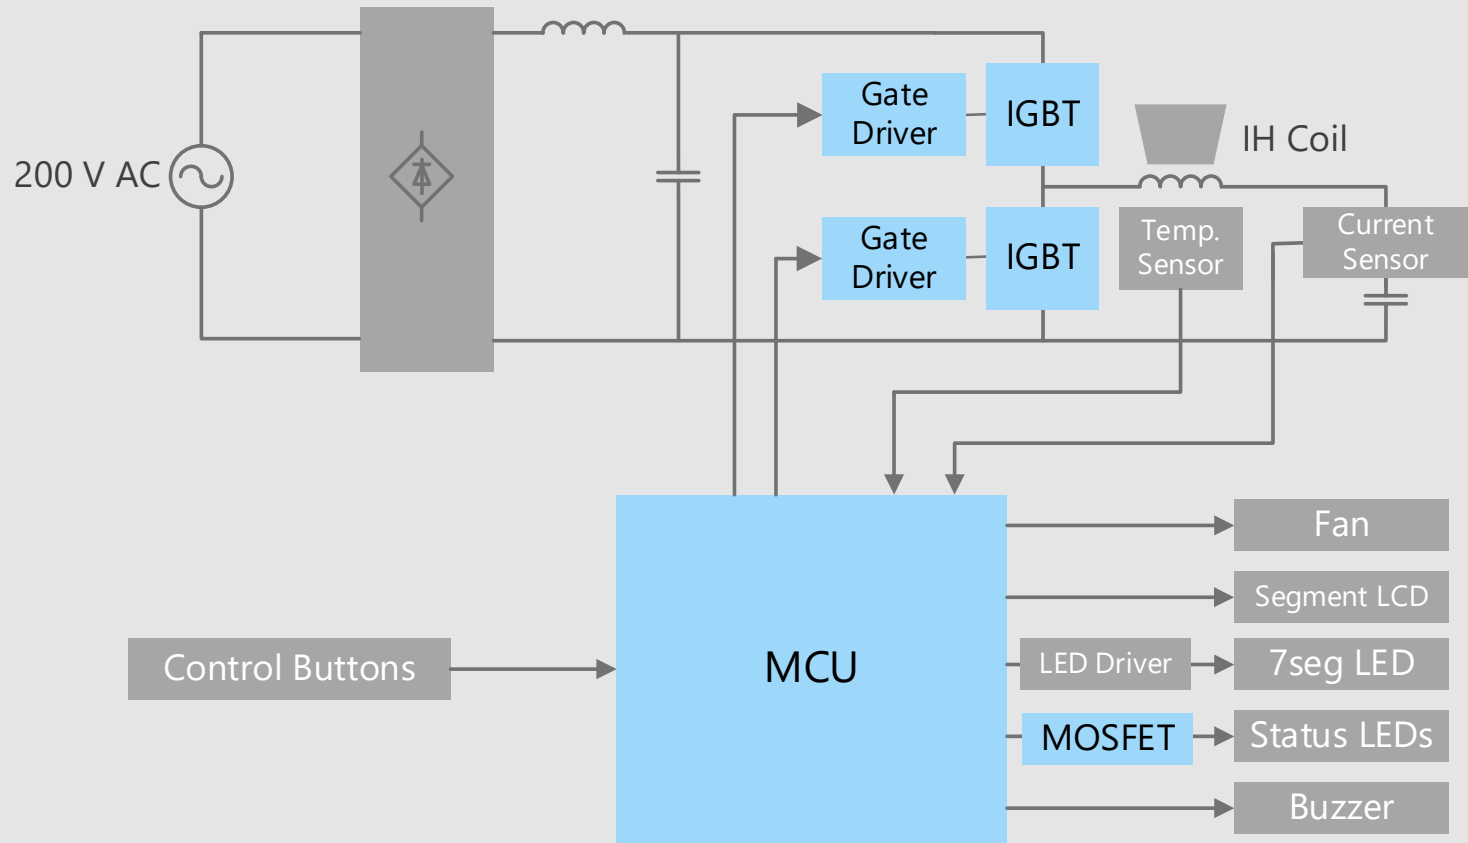 200 V AC
Gate
Driver
IGBT
IH Coil
Gate
Driver
IGBT
Temp.
Sensor
Current
Sensor
Fan
Segment LCD
Control Buttons
MCU
LED Driver
7seg LED
MOSFET
Status LEDs
Buzzer